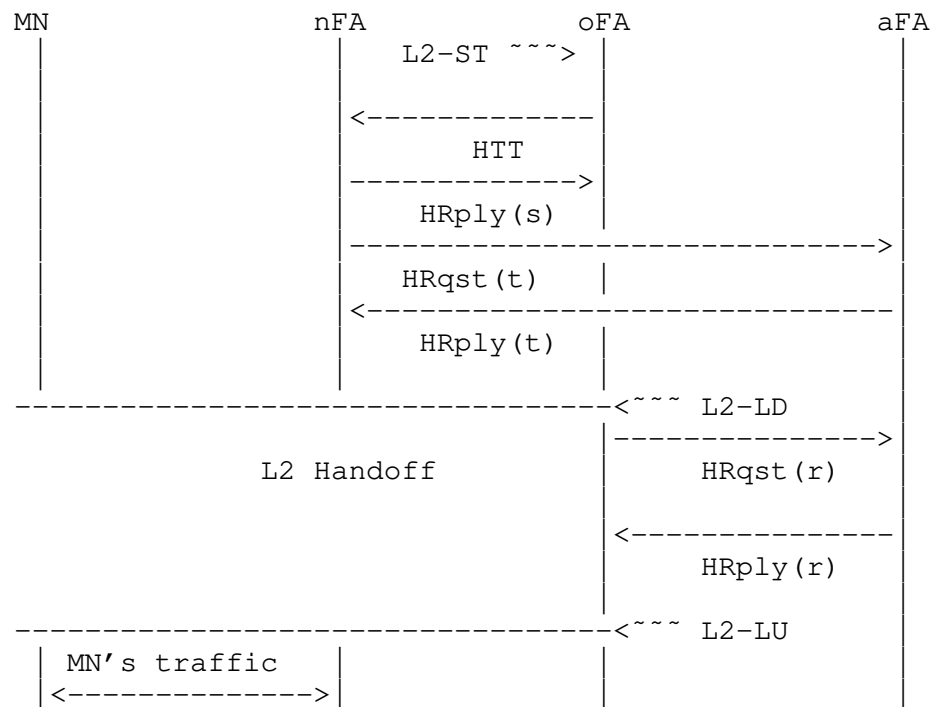 MN nFA oFA aFA
L2-ST ~~~>
<-------------
HTT
------------->
HRply(s)
------------------------------>
HRqst(t)
<------------------------------
HRply(t)
----------------------------------<~~~ L2-LD
--------------->
L2 Handoff HRqst(r)
<---------------
HRply(r)
----------------------------------<~~~ L2-LU
MN's traffic
<-------------->